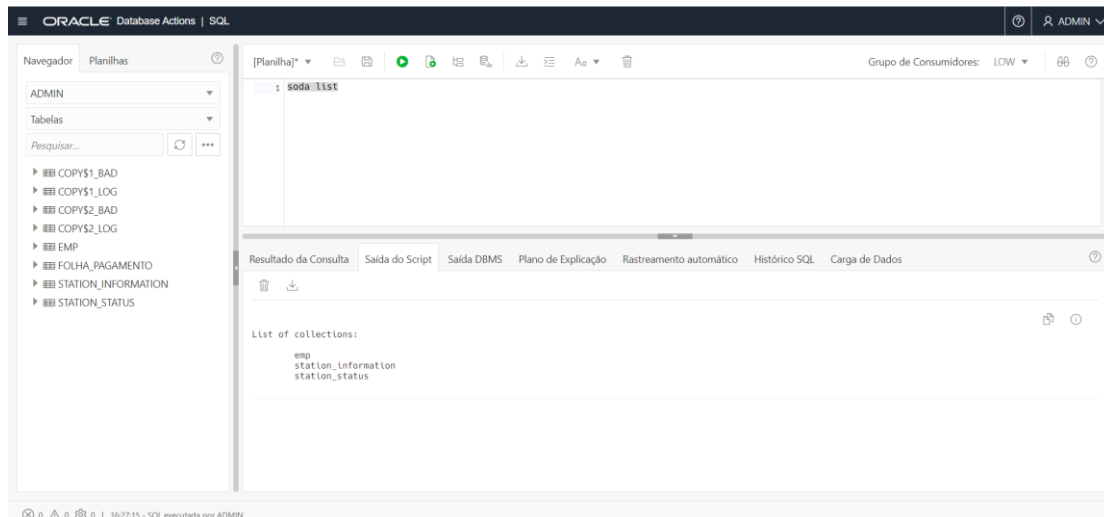 ORACLE Database Actions | SQL
ADMIN
Navegador Planilhas
ADMIN
Tabelas
Pesquisar...
COPY$1_BAD
COPY$1_LOG
COPY$2_BAD
COPY$2_LOG
EMP
FOLHA_PAGAMENTO
STATION_INFORMATION
STATION_STATUS
[Planilha]* Aa Grupo de Consumidores: LOW
1 soda list
Resultado da Consulta Saída do Script Saída DBMS Plano de Explicação Rastreamento automático Histórico SQL Carga de Dados
List of collections:
emp
station_information
station_status
0 0 0 | 16:27:15 - SQL executada por ADMIN